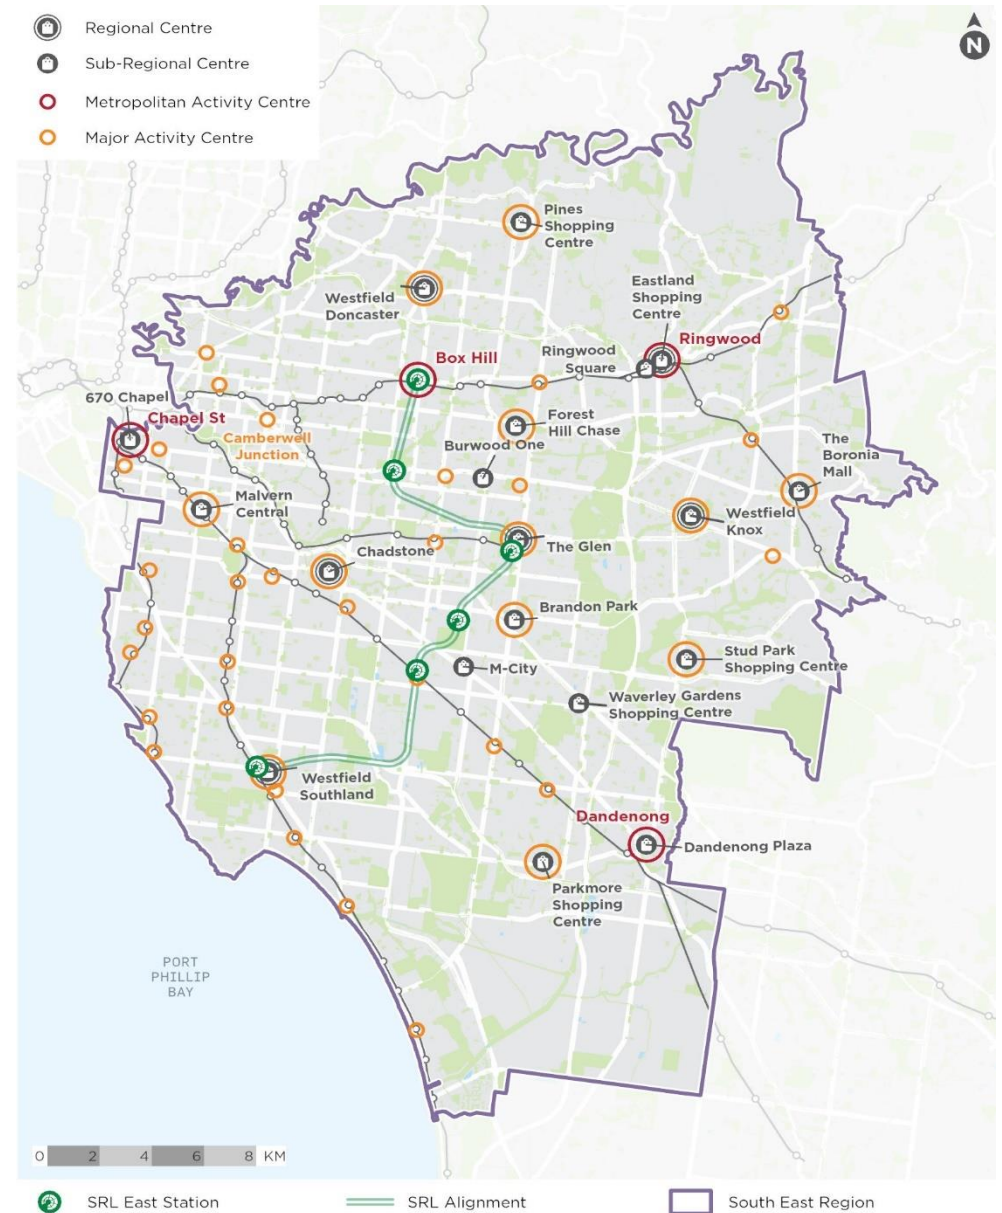 Regional Centre
Sub-Regional Centre
Metropolitan Activity Centre
Major Activity Centre
N
Pines
Shopping
Centre
Westfield
Doncaster
Eastland
Shopping
Centre
Ringwood
Ringwood
Square
Box Hill
670 Chapel
Chapel St
Camberwell
Junction
Forest
Hill Chase
Burwood One
The
Boronia
Mall
Malvern
Central
Westfield
Knox
Chadstone
The Glen
Brandon Park
Stud Park
Shopping Centre
M-City
Waverley Gardens
Shopping Centre
Westfield
Southland
Dandenong
Dandenong Plaza
Parkmore
Shopping
Centre
PORT
PHILLIP
BAY
0 2 4 6 8 KM
SRL East Station
SRL Alignment
South East Region